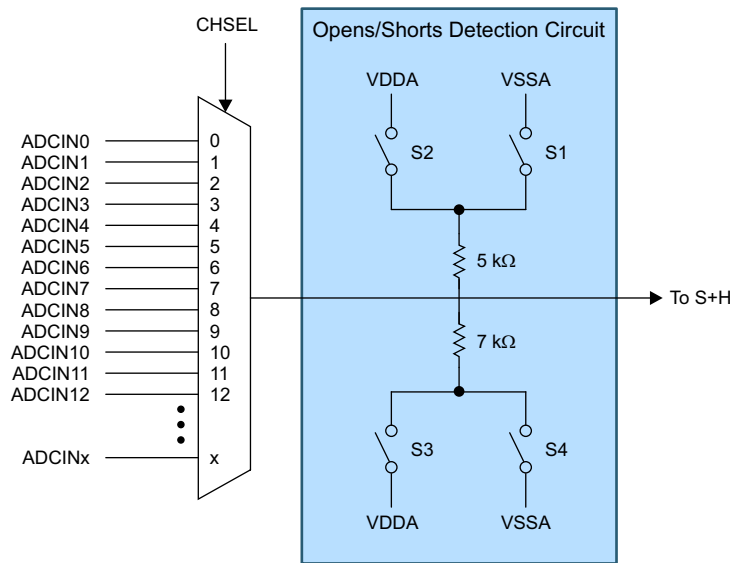 CHSEL
Opens/Shorts Detection Circuit
VDDA
VSSA
S2
S1
ADCIN0 0
ADCIN1 1
ADCIN2 2
ADCIN3 3
ADCIN4 4
ADCIN5 5
ADCIN6 6
ADCIN7 7
ADCIN8 8
ADCIN9 9
ADCIN10 10
ADCIN11 11
ADCIN12 12
ADCINx x
5 kΩ
To S+H
7 kΩ
S3
S4
VDDA
VSSA